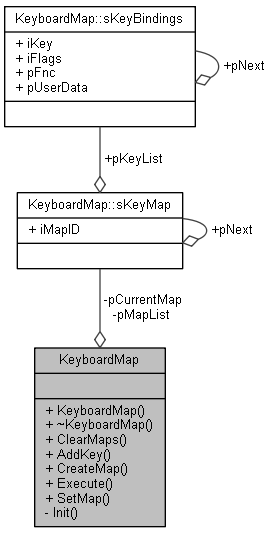 KeyboardMap::sKeyBindings
+ iKey
+ iFlags
+ pFnc
+ pUserData
+pNext
+pKeyList
KeyboardMap::sKeyMap
+ iMapID
+pNext
-pCurrentMap
-pMapList
KeyboardMap
+ KeyboardMap()
+ ~KeyboardMap()
+ ClearMaps()
+ AddKey()
+ CreateMap()
+ Execute()
+ SetMap()
- Init()